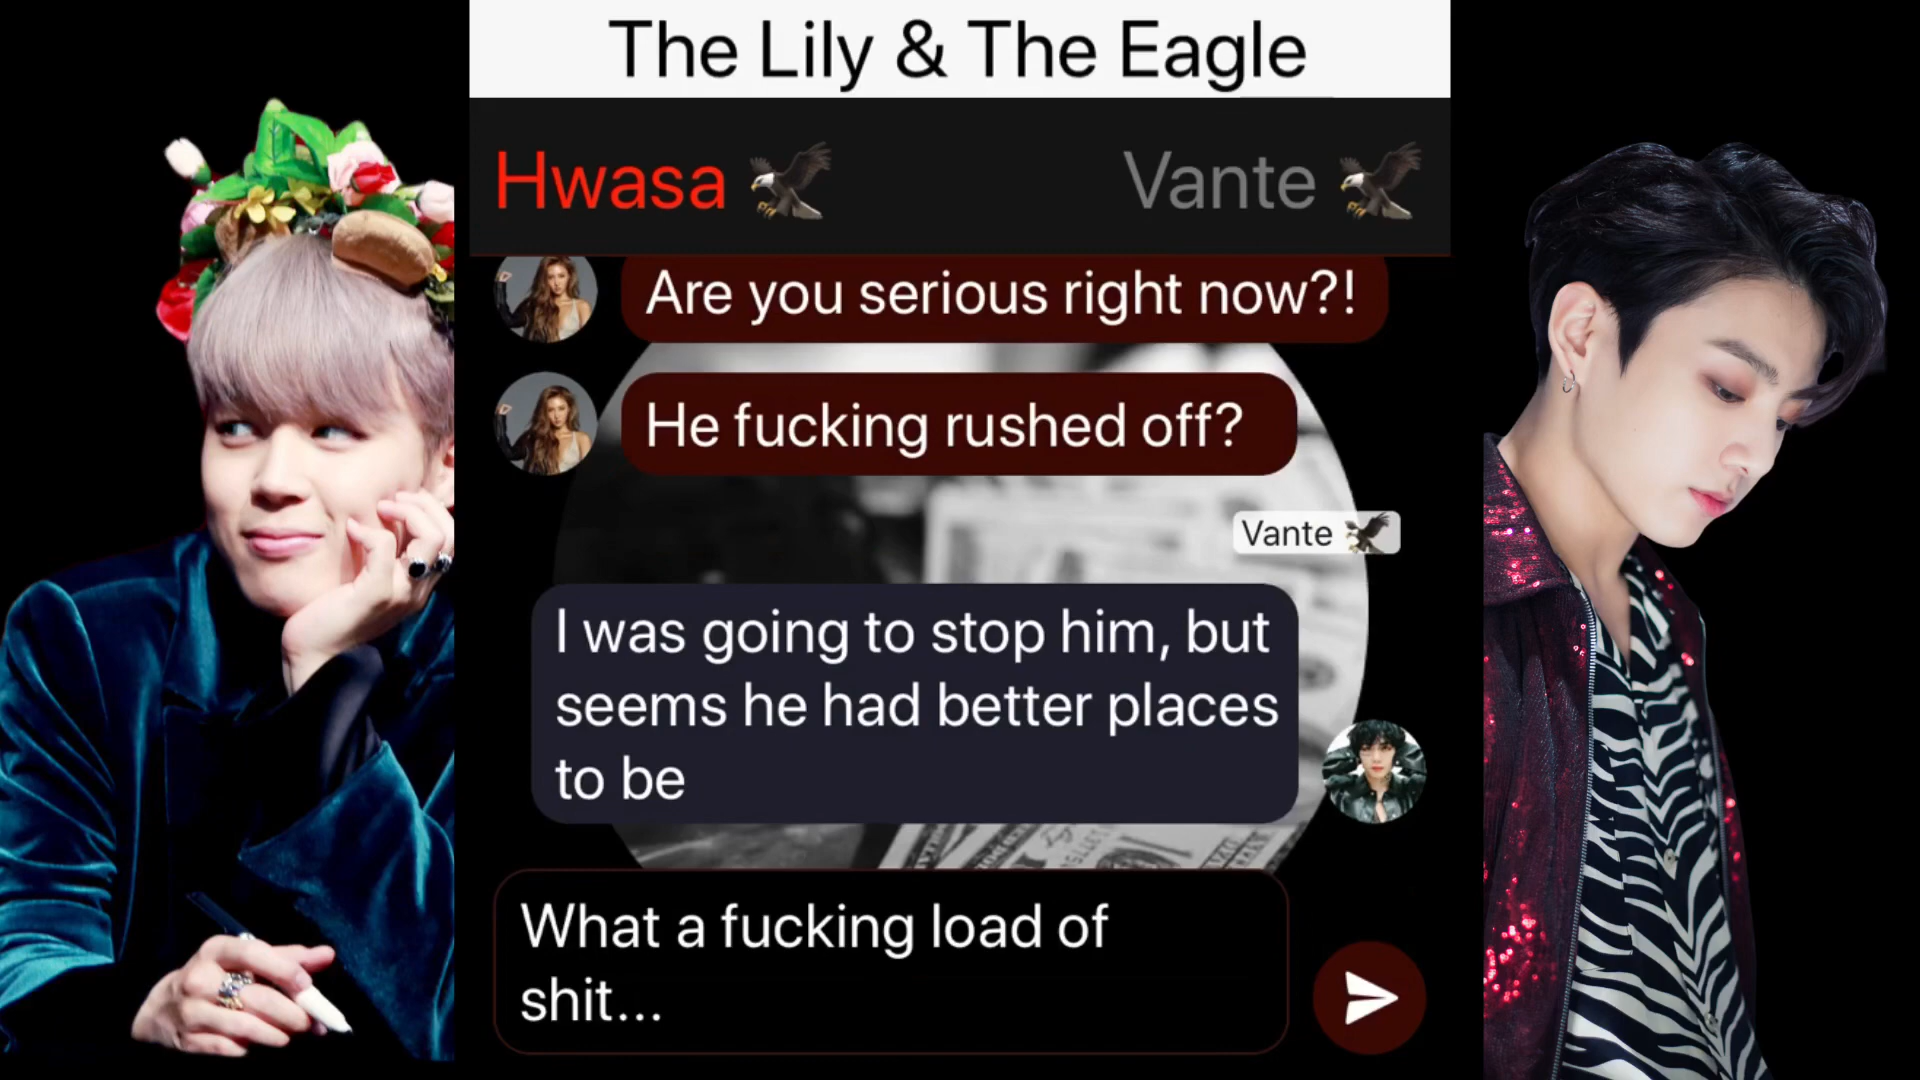 The Lily & The Eagle
Hwasa 🦅 Vante 🦅
Are you serious right now?!
He fucking rushed off?
Vante 🦅
I was going to stop him, but
seems he had better places
to be
What a fucking load of
shit...